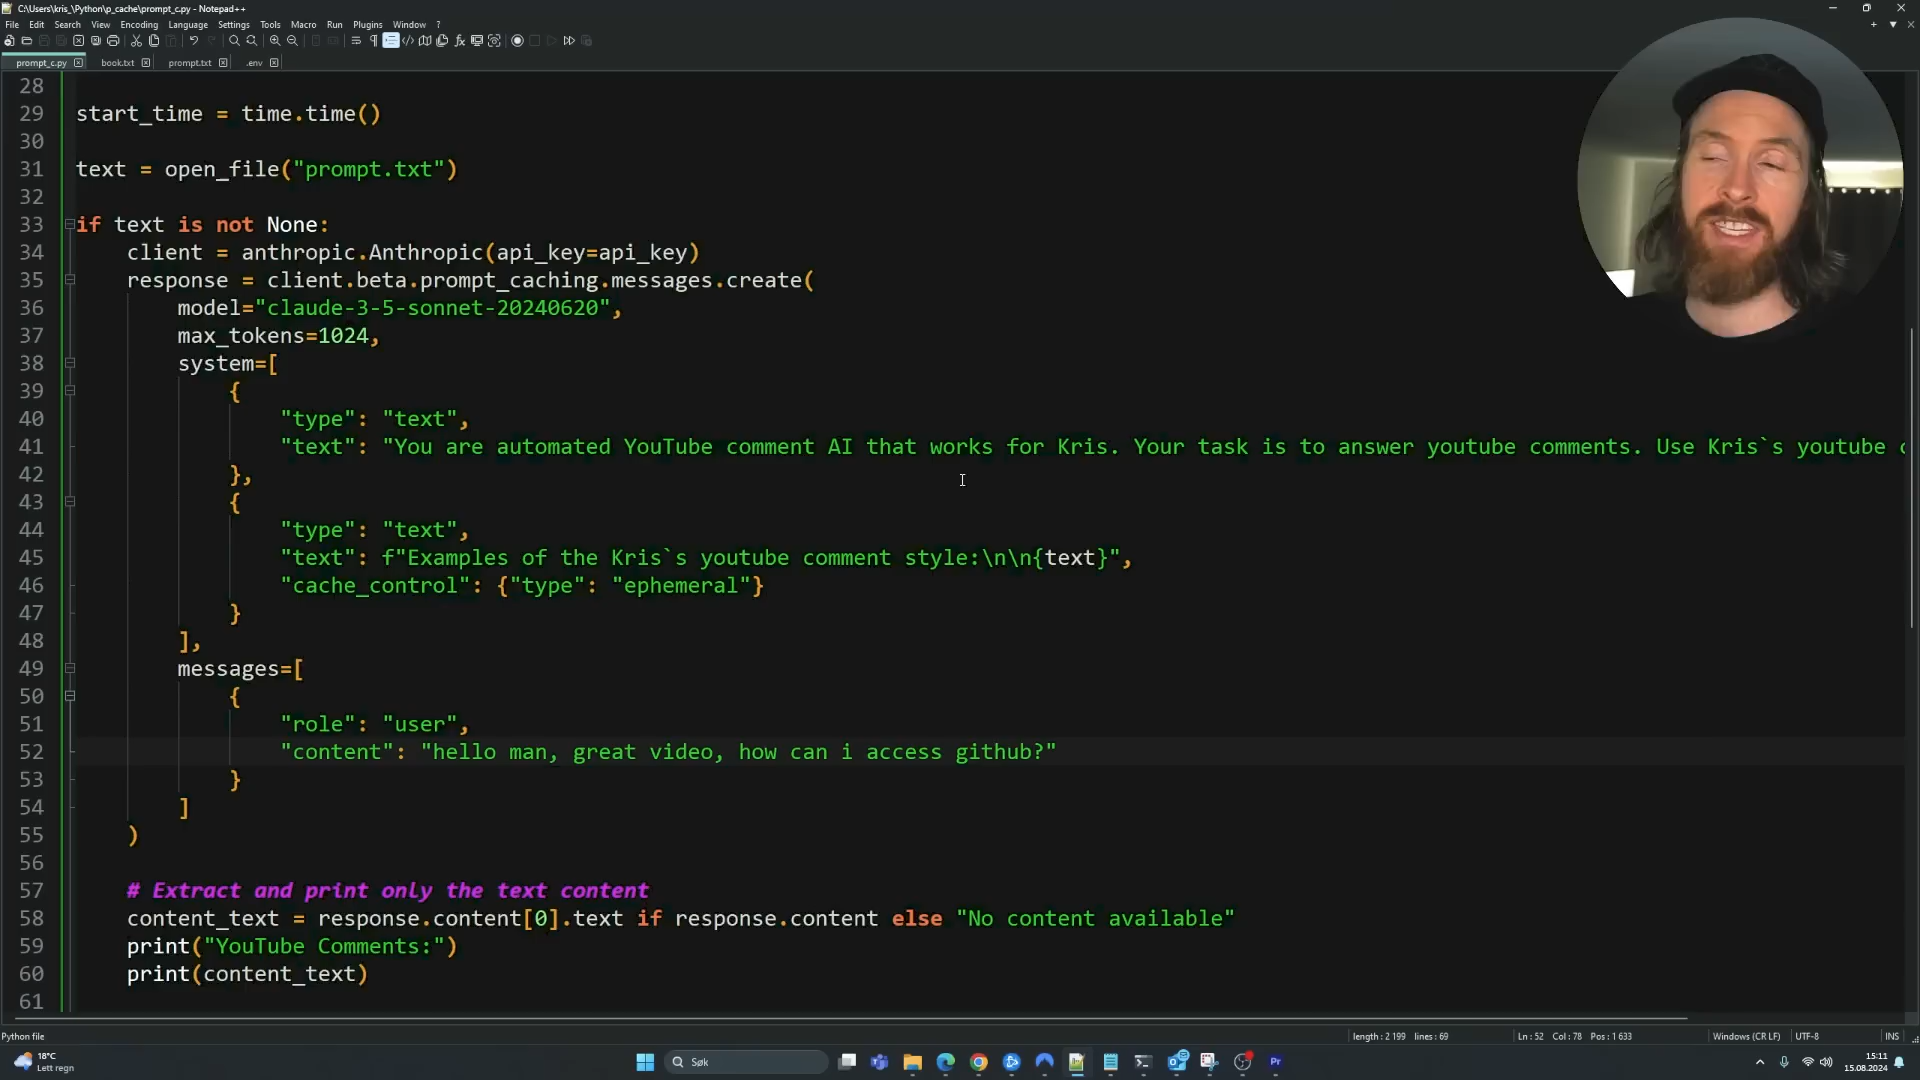 C:\Users\kris_\Python\p_cache\prompt_c.py - Notepad++
File Edit Search View Encoding Language Settings Tools Macro Run Plugins Window ?
prompt_c.py book.txt prompt.txt .env
28
29 start_time = time.time()
30
31 text = open_file("prompt.txt")
32
33 if text is not None:
34 client = anthropic.Anthropic(api_key=api_key)
35 response = client.beta.prompt_caching.messages.create(
36 model="claude-3-5-sonnet-20240620",
37 max_tokens=1024,
38 system=[
39 {
40 "type": "text",
41 "text": "You are automated YouTube comment AI that works for Kris. Your task is to answer youtube comments. Use Kris`s youtube
42 },
43 {
44 "type": "text",
45 "text": f"Examples of the Kris`s youtube comment style:\n\n{text}",
46 "cache_control": {"type": "ephemeral"}
47 }
48 ],
49 messages=[
50 {
51 "role": "user",
52 "content": "hello man, great video, how can i access github?"
53 }
54 ]
55 )
56
57 # Extract and print only the text content
58 content_text = response.content[0].text if response.content else "No content available"
59 print("YouTube Comments:")
60 print(content_text)
61
Python file length : 2 199 lines : 69 Ln : 52 Col : 78 Pos : 1 633 Windows (CR LF) UTF-8 INS
18°C
Lett regn
Søk
Pr
15:11
15.08.2024